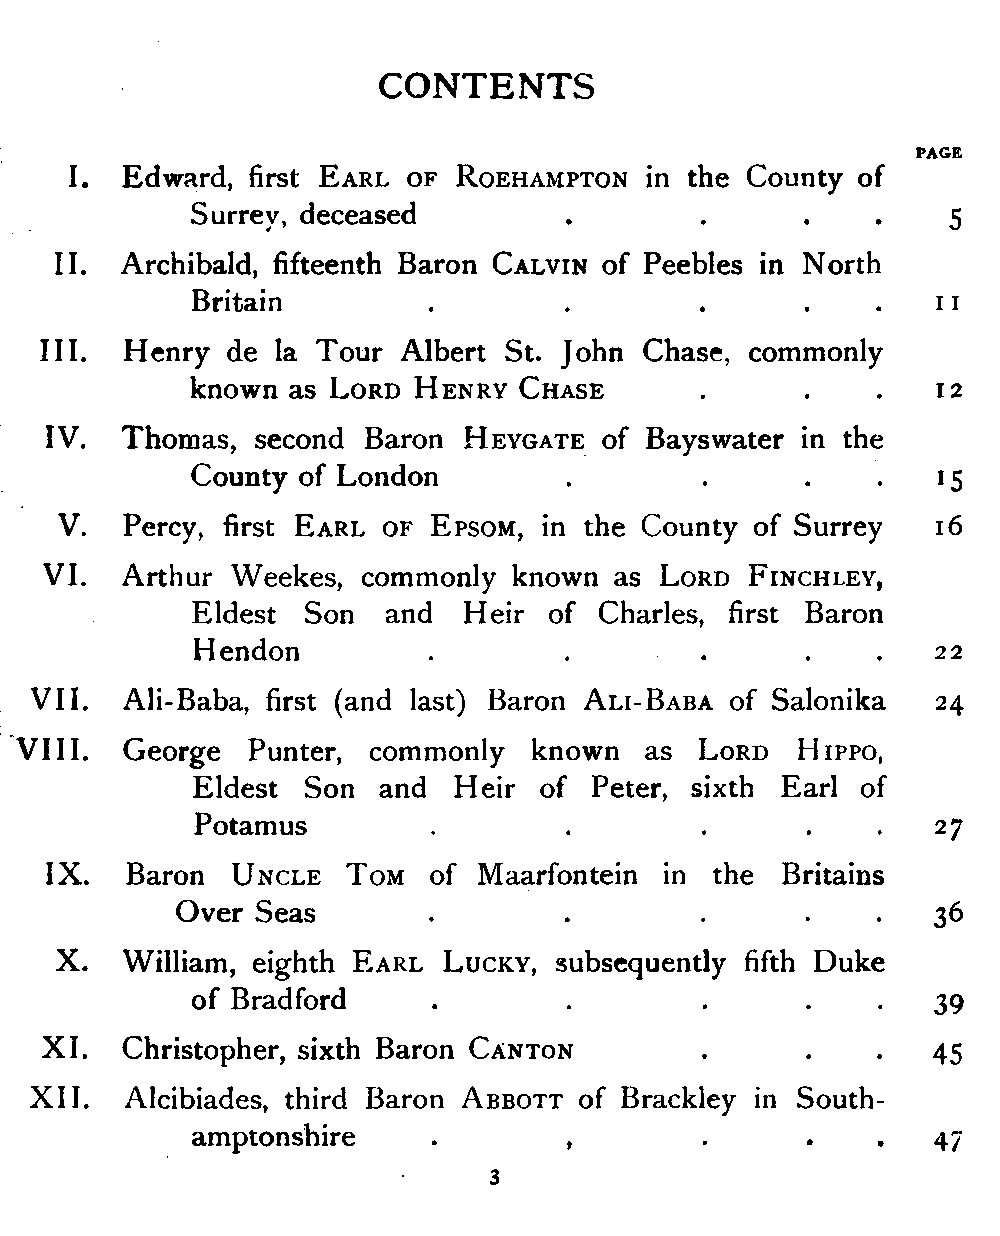 CONTENTS
PAGE
I. Edward, first EARL OF ROEHAMPTON in the County of
Surrey, deceased . . . . 5
II. Archibald, fifteenth Baron CALVIN of Peebles in North
Britain . . . . . 11
III. Henry de la Tour Albert St. John Chase, commonly
known as LORD HENRY CHASE . . . 12
IV. Thomas, second Baron HEYGATE of Bayswater in the
County of London . . . . 15
V. Percy, first EARL OF EPSOM, in the County of Surrey 16
VI. Arthur Weekes, commonly known as LORD FINCHLEY,
Eldest Son and Heir of Charles, first Baron
Hendon . . . . . 22
VII. Ali-Baba, first (and last) Baron ALI-BABA of Salonika 24
VIII. George Punter, commonly known as LORD HIPPO,
Eldest Son and Heir of Peter, sixth Earl of
Potamus . . . . . 27
IX. Baron UNCLE TOM of Maarfontein in the Britains
Over Seas . . . . . 36
X. William, eighth EARL LUCKY, subsequently fifth Duke
of Bradford . . . . . 39
XI. Christopher, sixth Baron CANTON . . . 45
XII. Alcibiades, third Baron ABBOTT of Brackley in South-
amptonshire . , . . . 47
3